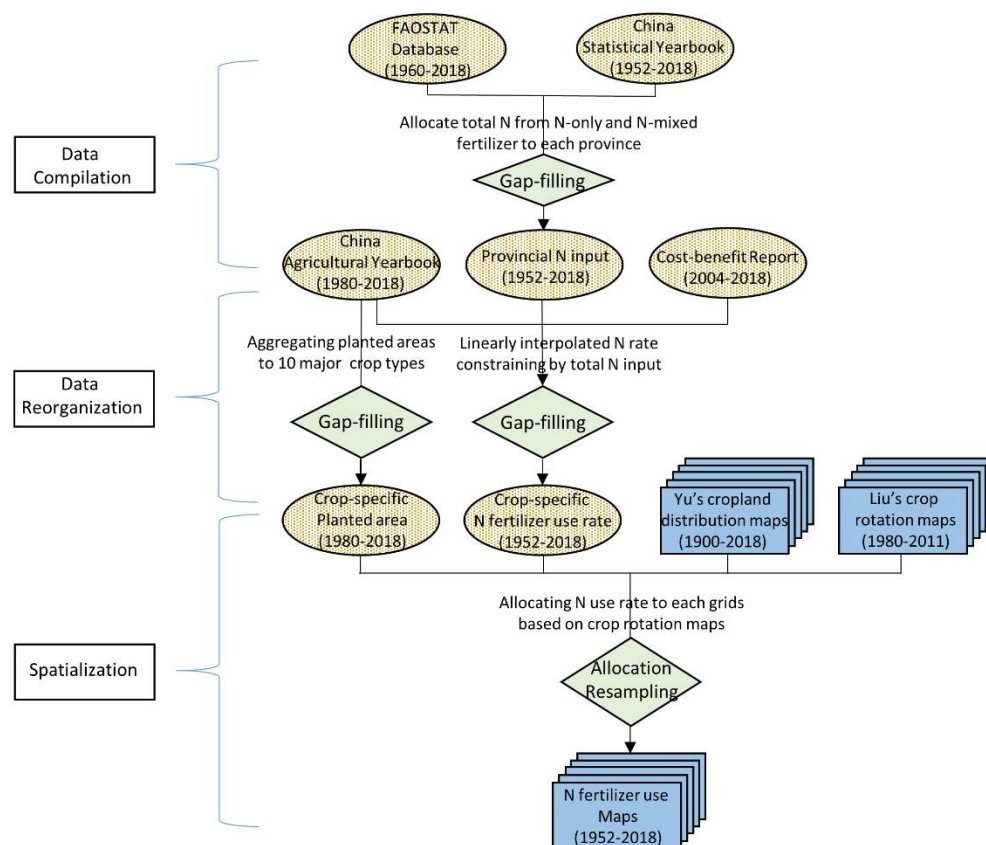 FAOSTAT
Database
(1960-2018)
China
Statistical Yearbook
(1952-2018)
Allocate total N from N-only and N-mixed
fertilizer to each province
Data
Compilation
Gap-filling
China
Agricultural Yearbook
(1980-2018)
Provincial N input
(1952-2018)
Cost-benefit Report
(2004-2018)
Aggregating planted areas
to 10 major crop types
Linearly interpolated N rate
constraining by total N input
Data
Reorganization
Gap-filling
Gap-filling
Crop-specific
Planted area
(1980-2018)
Crop-specific
N fertilizer use rate
(1952-2018)
Yu's cropland
distribution maps
(1900-2018)
Liu's crop
rotation maps
(1980-2011)
Allocating N use rate to each grids
based on crop rotation maps
Spatialization
Allocation
Resampling
N fertilizer use
Maps
(1952-2018)